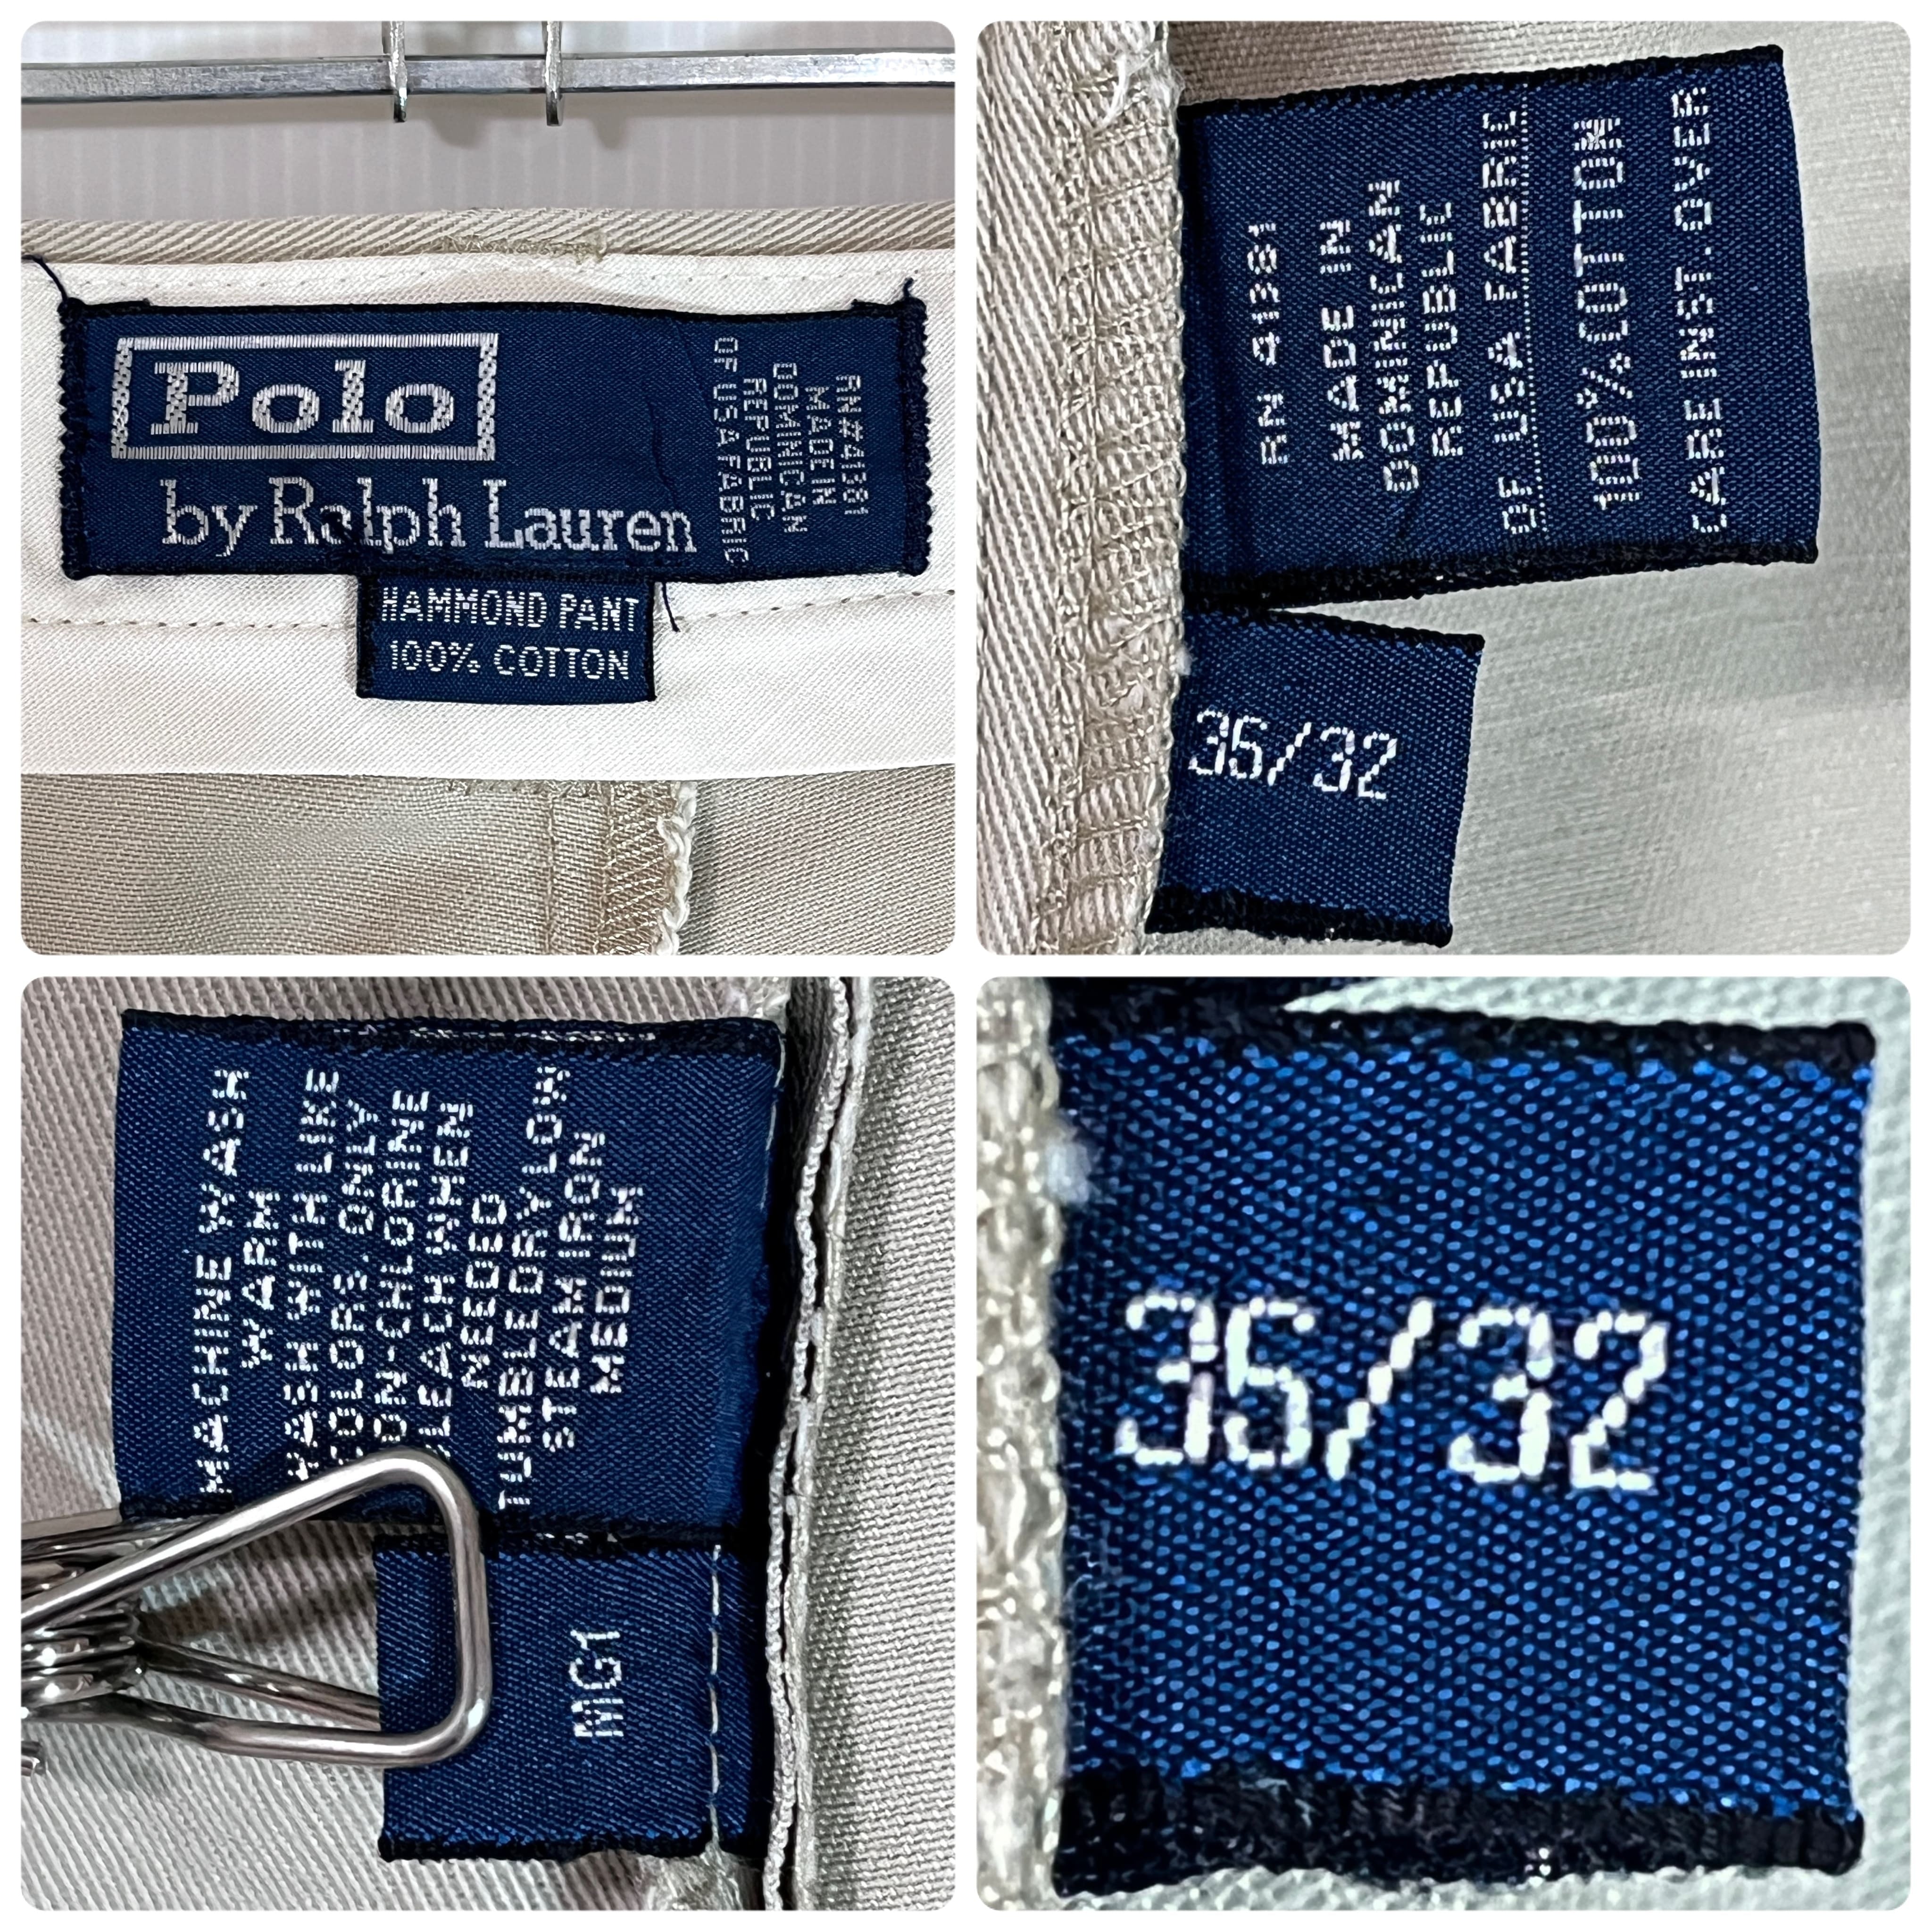 Polo
by Ralph Lauren
RN#41381
MADE IN
DOMINICAN
REPUBLIC
OF USA FABRIC
HAMMOND PANT
100% COTTON
RN 41381
MADE IN
DOMINICAN
REPUBLIC
OF USA FABRIC
100% COTTON
CARE INST. OVER
35/32
MACHINE WASH
WARM
WASH WITH LIKE
COLORS. ONLY
NON-CHLORINE
BLEACH WHEN
NEEDED
TUMBLE DRY LOW
STEAM IRON
MEDIUM
MG1
35/32